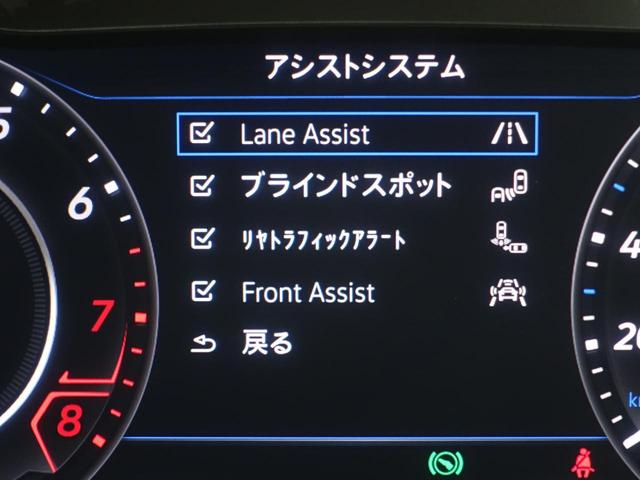 アシストシステム
Lane Assist
ブラインドスポット
ﾘﾔﾄﾗﾌｨｯｸｱﾗｰﾄ
Front Assist
戻る
5
6
7
8
4
20
km